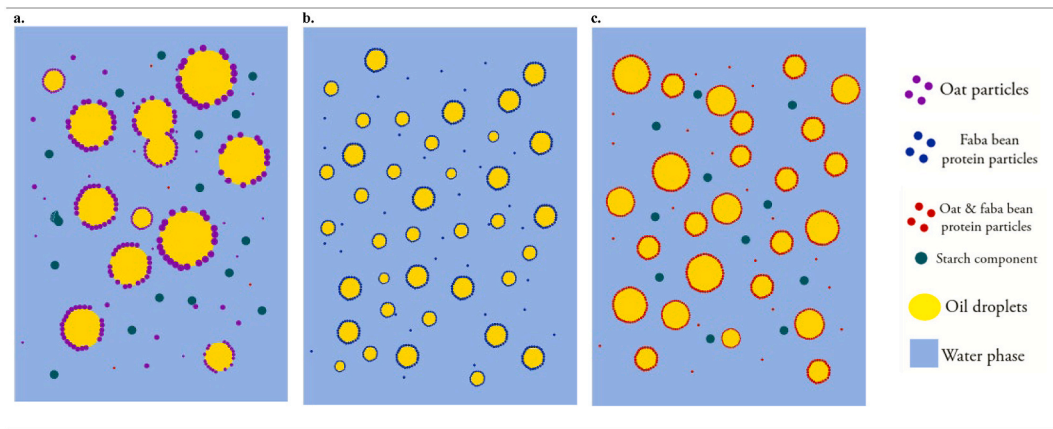 a.
b.
c.
Oat particles
Faba bean
protein particles
Oat & faba bean
protein particles
Starch component
Oil droplets
Water phase